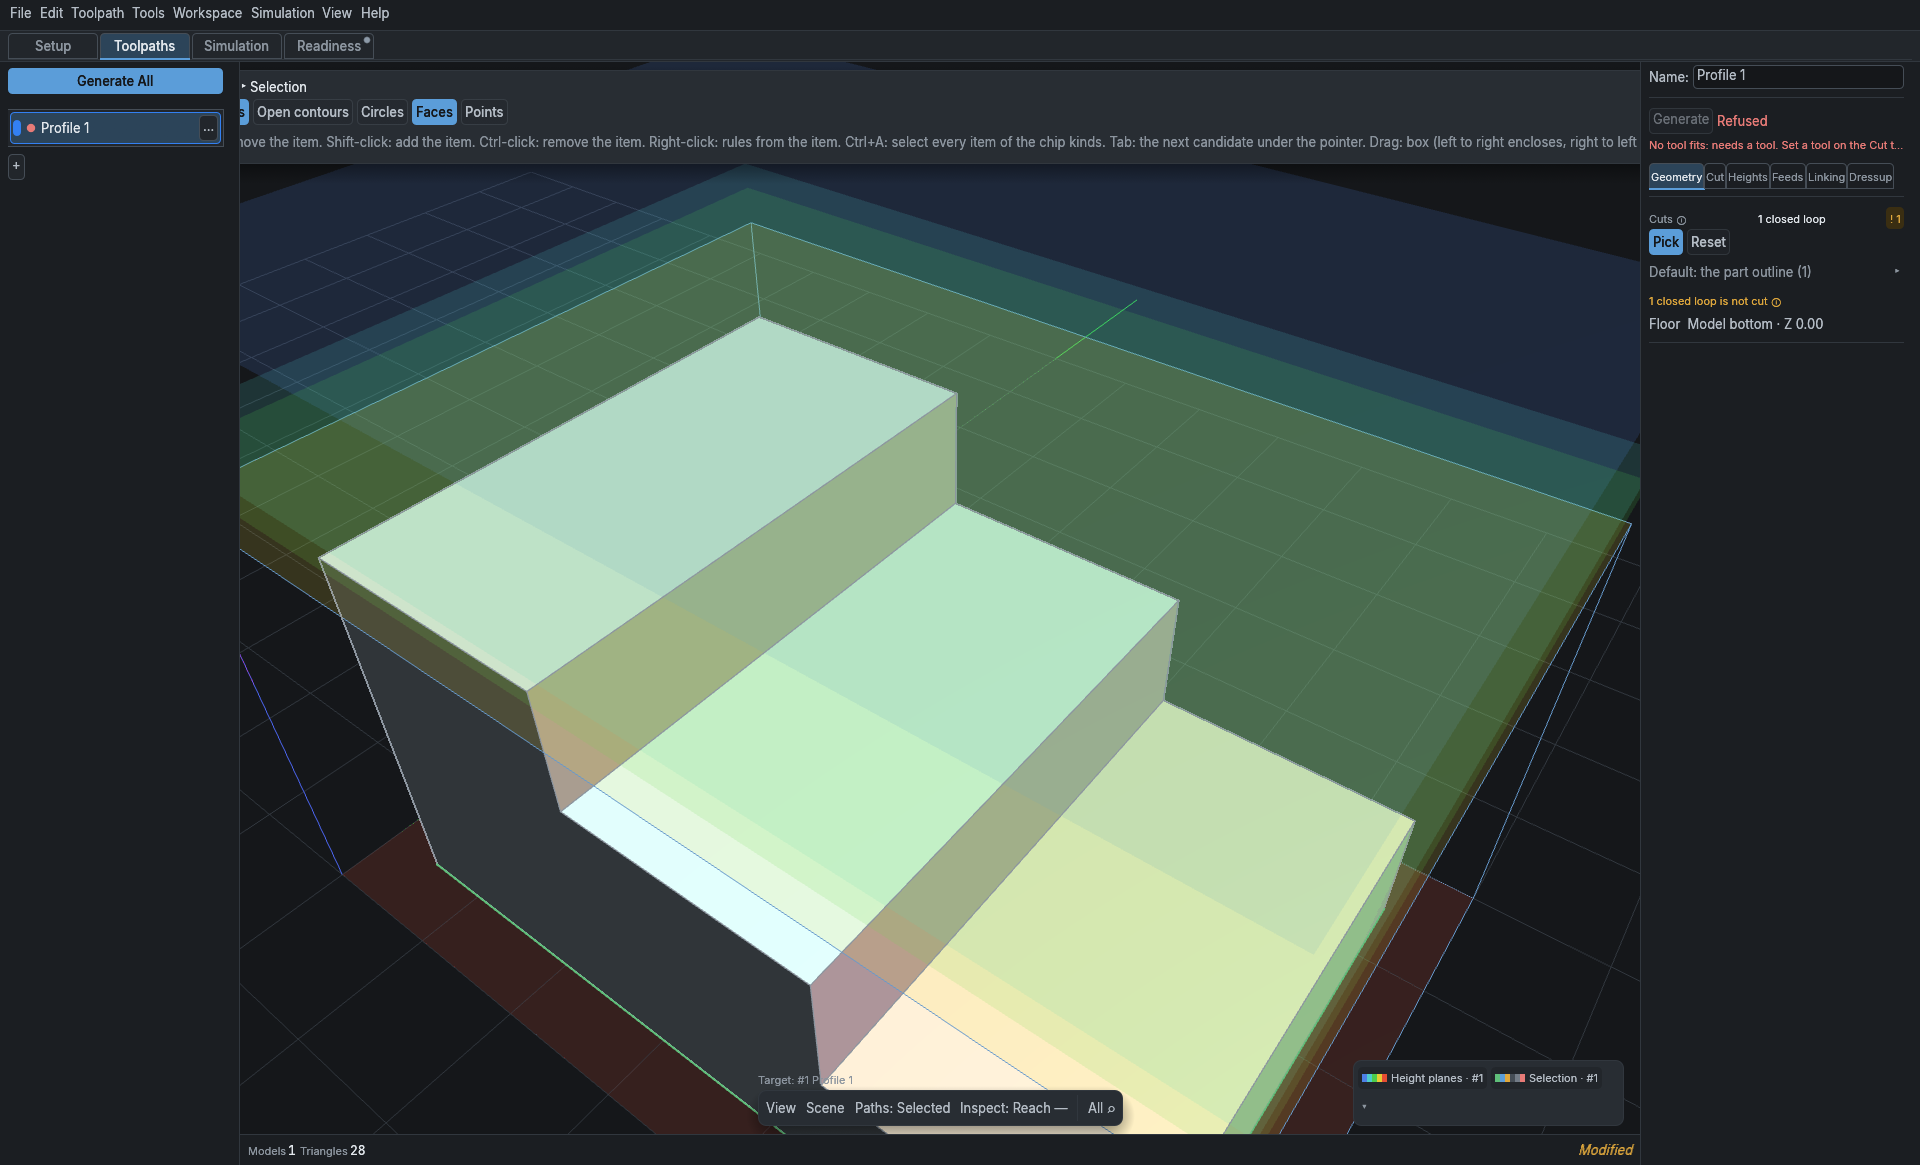 File Edit Toolpath Tools Workspace Simulation View Help
Setup Toolpaths Simulation Readiness
Generate All
Profile 1 ...
+
Selection
s Open contours Circles Faces Points
nove the item. Shift-click: add the item. Ctrl-click: remove the item. Right-click: rules from the item. Ctrl+A: select every item of the chip kinds. Tab: the next candidate under the pointer. Drag: box (left to right encloses, right to left
Name: Profile 1
Generate Refused
No tool fits: needs a tool. Set a tool on the Cut t...
Geometry Cut Heights Feeds Linking Dressup
Cuts 1 closed loop ! 1
Pick Reset
Default: the part outline (1)
1 closed loop is not cut
Floor Model bottom · Z 0.00
Target: #1 Profile 1
View Scene Paths: Selected Inspect: Reach — All
Height planes · #1 Selection · #1
Models 1 Triangles 28
Modified